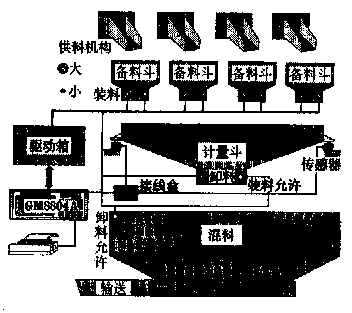 供料机构
大
小
备料斗 备料斗 备料斗 备料斗
装料
驱动箱
计量斗
卸料
传感器
接线盒
装料允许
GM8804A
卸料允许
混料
输送